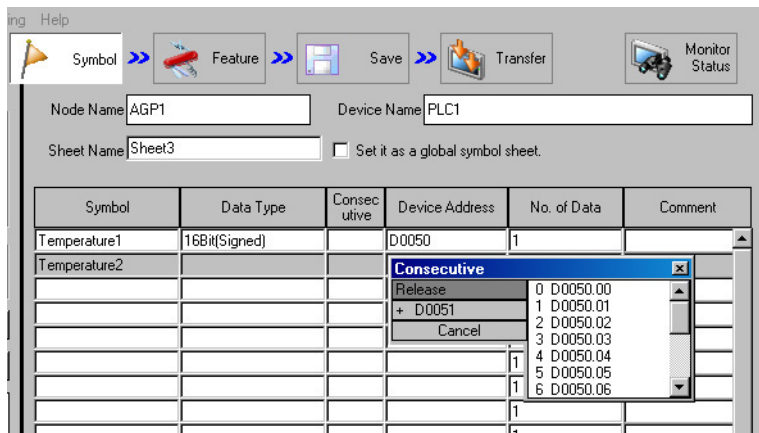 ing Help
Symbol Feature Save Transfer Monitor Status
Node Name AGP1 Device Name PLC1
Sheet Name Sheet3 Set it as a global symbol sheet.
Symbol Data Type Consec utive Device Address No. of Data Comment
Temperature1 16Bit(Signed) D0050 1
Temperature2
Consecutive
Release
+ D0051
Cancel
0 D0050.00
1 D0050.01
2 D0050.02
3 D0050.03
4 D0050.04
5 D0050.05
6 D0050.06
1
1
1